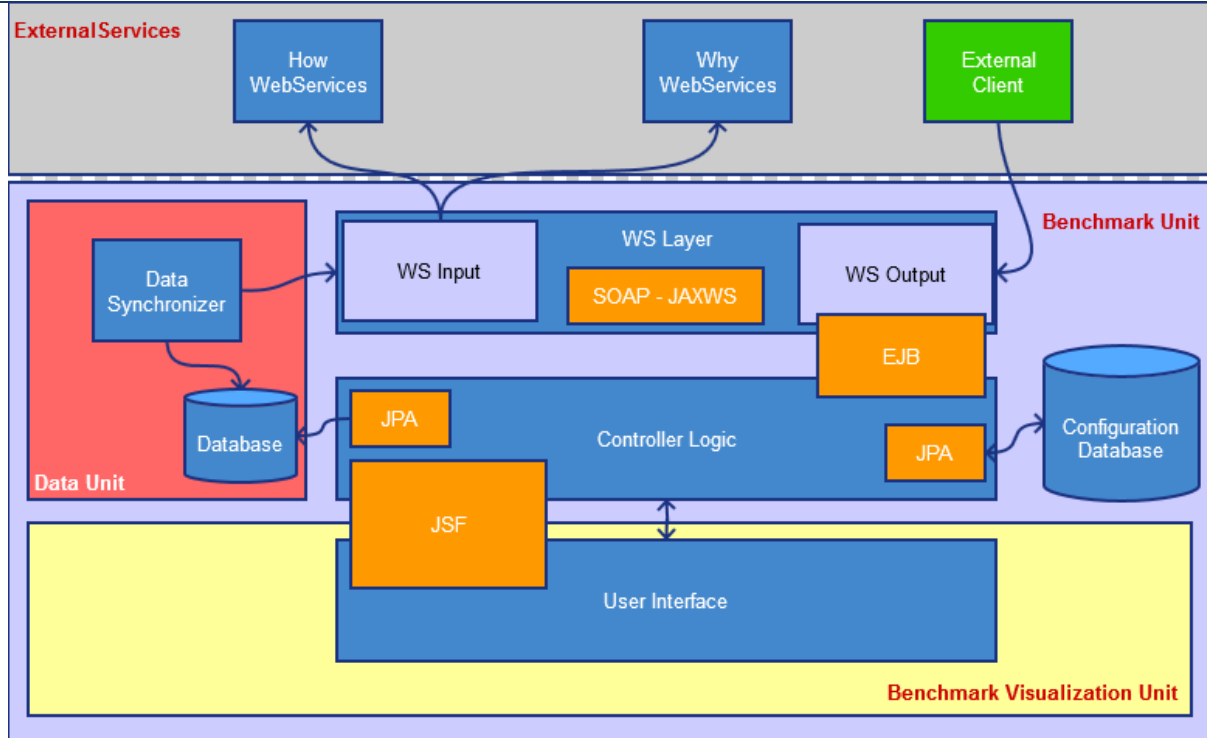 ExternalServices
How
WebServices
Why
WebServices
External
Client
Benchmark Unit
WS Layer
WS Input
WS Output
Data
Synchronizer
SOAP - JAXWS
EJB
JPA
Controller Logic
Configuration
Database
Database
JPA
Data Unit
JSF
User Interface
Benchmark Visualization Unit